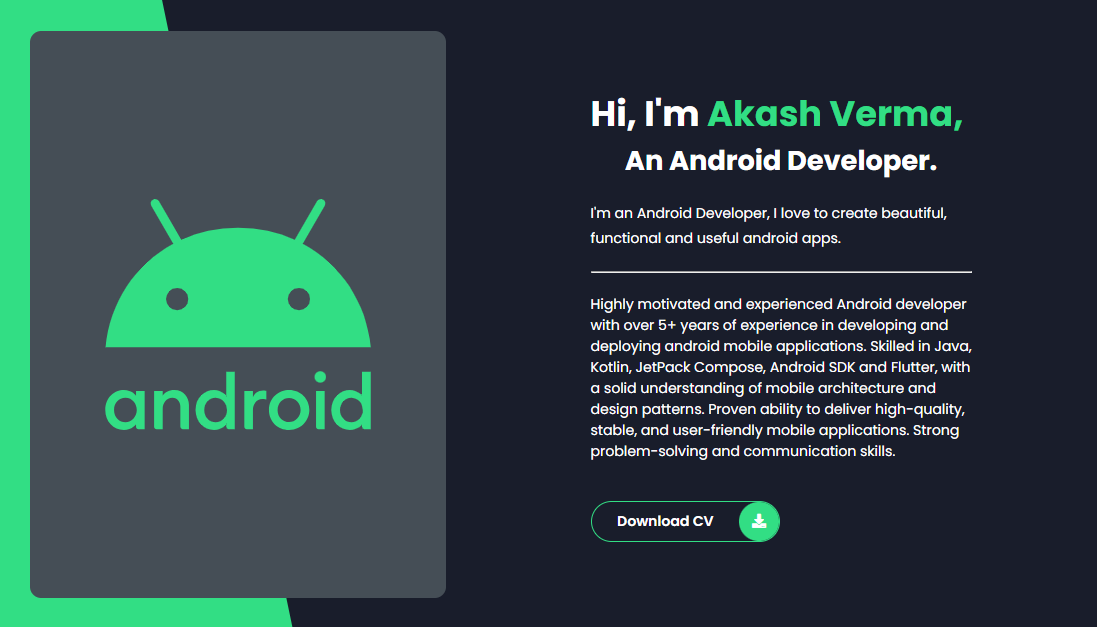 android
Hi, I'm Akash Verma,
An Android Developer.
I'm an Android Developer, I love to create beautiful,
functional and useful android apps.
Highly motivated and experienced Android developer
with over 5+ years of experience in developing and
deploying android mobile applications. Skilled in Java,
Kotlin, JetPack Compose, Android SDK and Flutter, with
a solid understanding of mobile architecture and
design patterns. Proven ability to deliver high-quality,
stable, and user-friendly mobile applications. Strong
problem-solving and communication skills.
Download CV